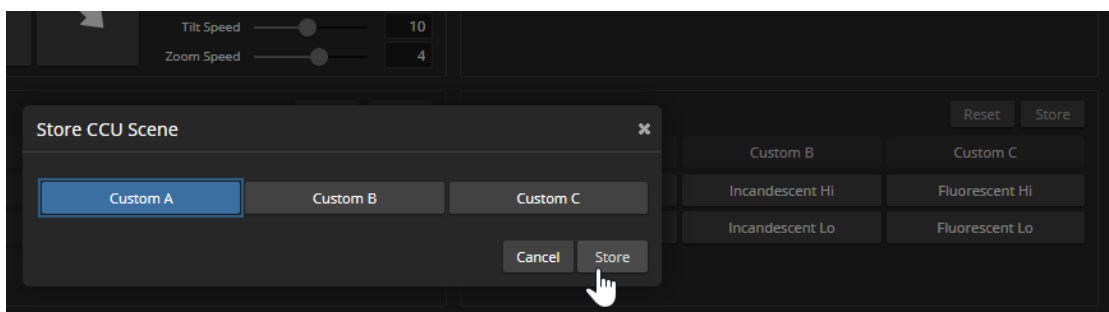 Tilt Speed 10
Zoom Speed 4
Store CCU Scene
Custom A Custom B Custom C
Cancel Store
Reset Store
Custom B Custom C
Incandescent Hi Fluorescent Hi
Incandescent Lo Fluorescent Lo